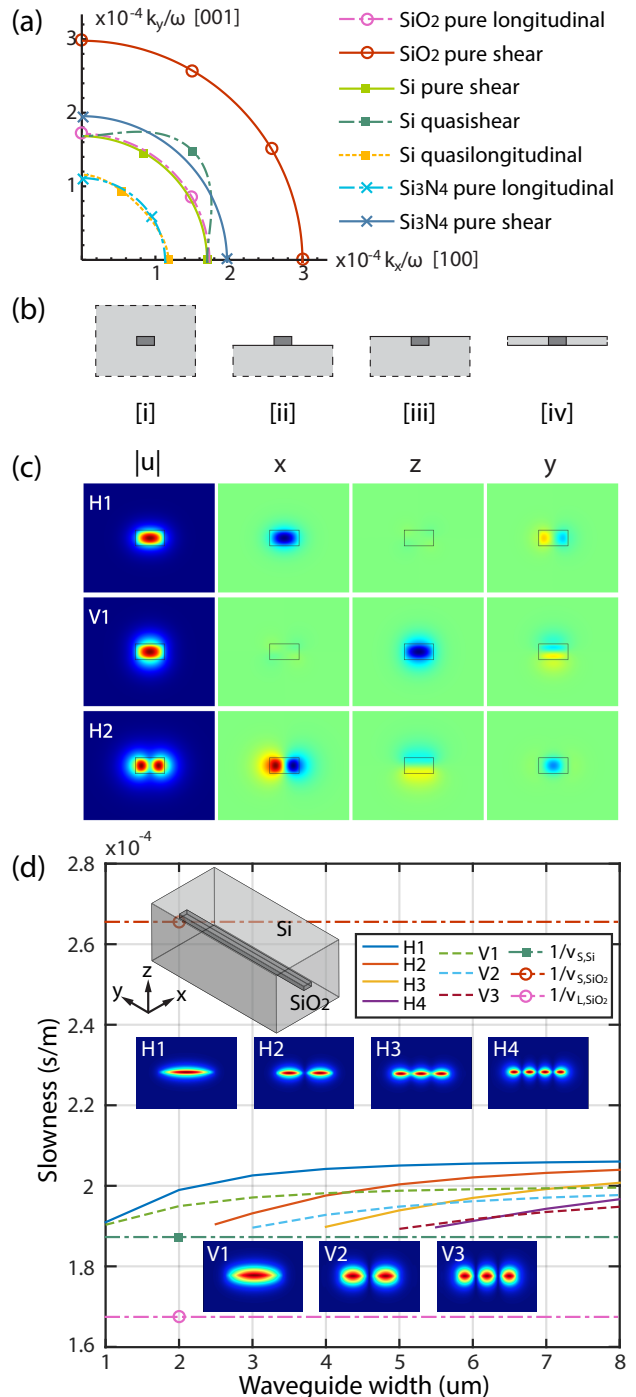 (a)
x10⁻⁴ kᵧ/ω [001]
3
2
1
1
2
3
x10⁻⁴ kₓ/ω [100]
SiO₂ pure longitudinal
SiO₂ pure shear
Si pure shear
Si quasishear
Si quasilongitudinal
Si₃N₄ pure longitudinal
Si₃N₄ pure shear
(b)
[i] [ii] [iii] [iv]
(c)
|u| x z y
H1
V1
H2
(d)
x10⁻⁴
2.8
2.6
2.4
2.2
2
1.8
1.6
Slowness (s/m)
Si
SiO₂
z
y x
H1
H2
H3
H4
V1
V2
V3
1/v_S,Si
1/v_S,SiO₂
1/v_L,SiO₂
H1 H2 H3 H4
V1 V2 V3
1 2 3 4 5 6 7 8
Waveguide width (um)